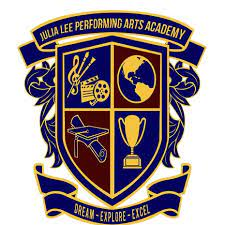 JULIA LEE PERFORMING ARTS ACADEMY
DREAM - EXPLORE - EXCEL